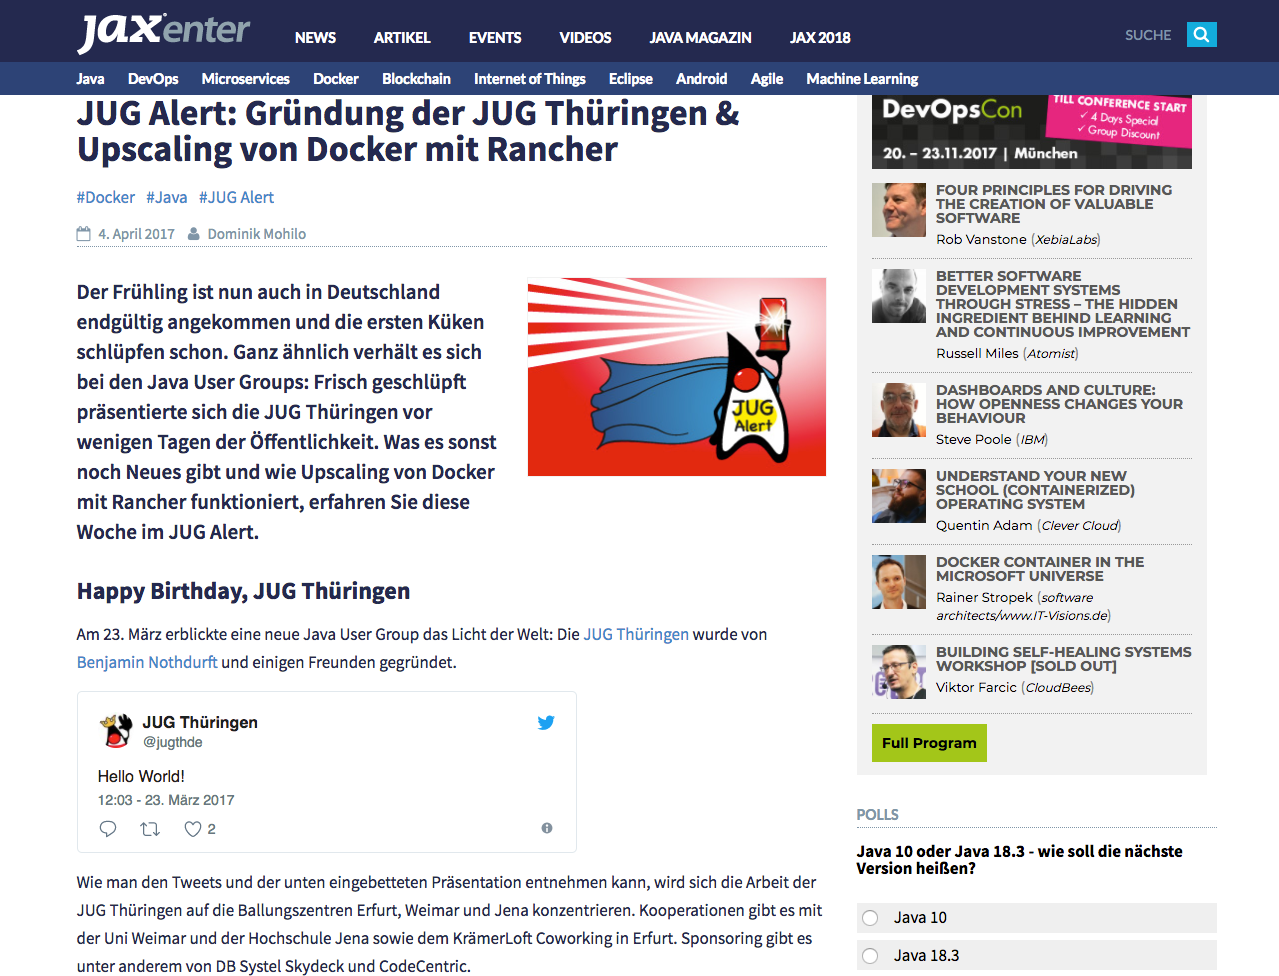 jaxenter
NEWS ARTIKEL EVENTS VIDEOS JAVA MAGAZIN JAX 2018
SUCHE
Java DevOps Microservices Docker Blockchain Internet of Things Eclipse Android Agile Machine Learning
JUG Alert: Gründung der JUG Thüringen &
Upscaling von Docker mit Rancher
#Docker #Java #JUG Alert
4. April 2017 Dominik Mohilo
Der Frühling ist nun auch in Deutschland
endgültig angekommen und die ersten Küken
schlüpfen schon. Ganz ähnlich verhält es sich
bei den Java User Groups: Frisch geschlüpft
präsentierte sich die JUG Thüringen vor
wenigen Tagen der Öffentlichkeit. Was es sonst
noch Neues gibt und wie Upscaling von Docker
mit Rancher funktioniert, erfahren Sie diese
Woche im JUG Alert.
JUG
Alert
Happy Birthday, JUG Thüringen
Am 23. März erblickte eine neue Java User Group das Licht der Welt: Die JUG Thüringen wurde von
Benjamin Nothdurft und einigen Freunden gegründet.
JUG Thüringen
@jugthde
Hello World!
12:03 - 23. März 2017
2
Wie man den Tweets und der unten eingebetteten Präsentation entnehmen kann, wird sich die Arbeit der
JUG Thüringen auf die Ballungszentren Erfurt, Weimar und Jena konzentrieren. Kooperationen gibt es mit
der Uni Weimar und der Hochschule Jena sowie dem KrämerLoft Coworking in Erfurt. Sponsoring gibt es
unter anderem von DB Systel Skydeck und CodeCentric.
DevOpsCon
TILL CONFERENCE START
✓ 4 Days Special
✓ Group Discount
20. – 23.11.2017 | München
FOUR PRINCIPLES FOR DRIVING
THE CREATION OF VALUABLE
SOFTWARE
Rob Vanstone (XebiaLabs)
BETTER SOFTWARE
DEVELOPMENT SYSTEMS
THROUGH STRESS – THE HIDDEN
INGREDIENT BEHIND LEARNING
AND CONTINUOUS IMPROVEMENT
Russell Miles (Atomist)
DASHBOARDS AND CULTURE:
HOW OPENNESS CHANGES YOUR
BEHAVIOUR
Steve Poole (IBM)
UNDERSTAND YOUR NEW
SCHOOL (CONTAINERIZED)
OPERATING SYSTEM
Quentin Adam (Clever Cloud)
DOCKER CONTAINER IN THE
MICROSOFT UNIVERSE
Rainer Stropek (software
architects/www.IT-Visions.de)
BUILDING SELF-HEALING SYSTEMS
WORKSHOP [SOLD OUT]
Viktor Farcic (CloudBees)
Full Program
POLLS
Java 10 oder Java 18.3 - wie soll die nächste
Version heißen?
Java 10
Java 18.3